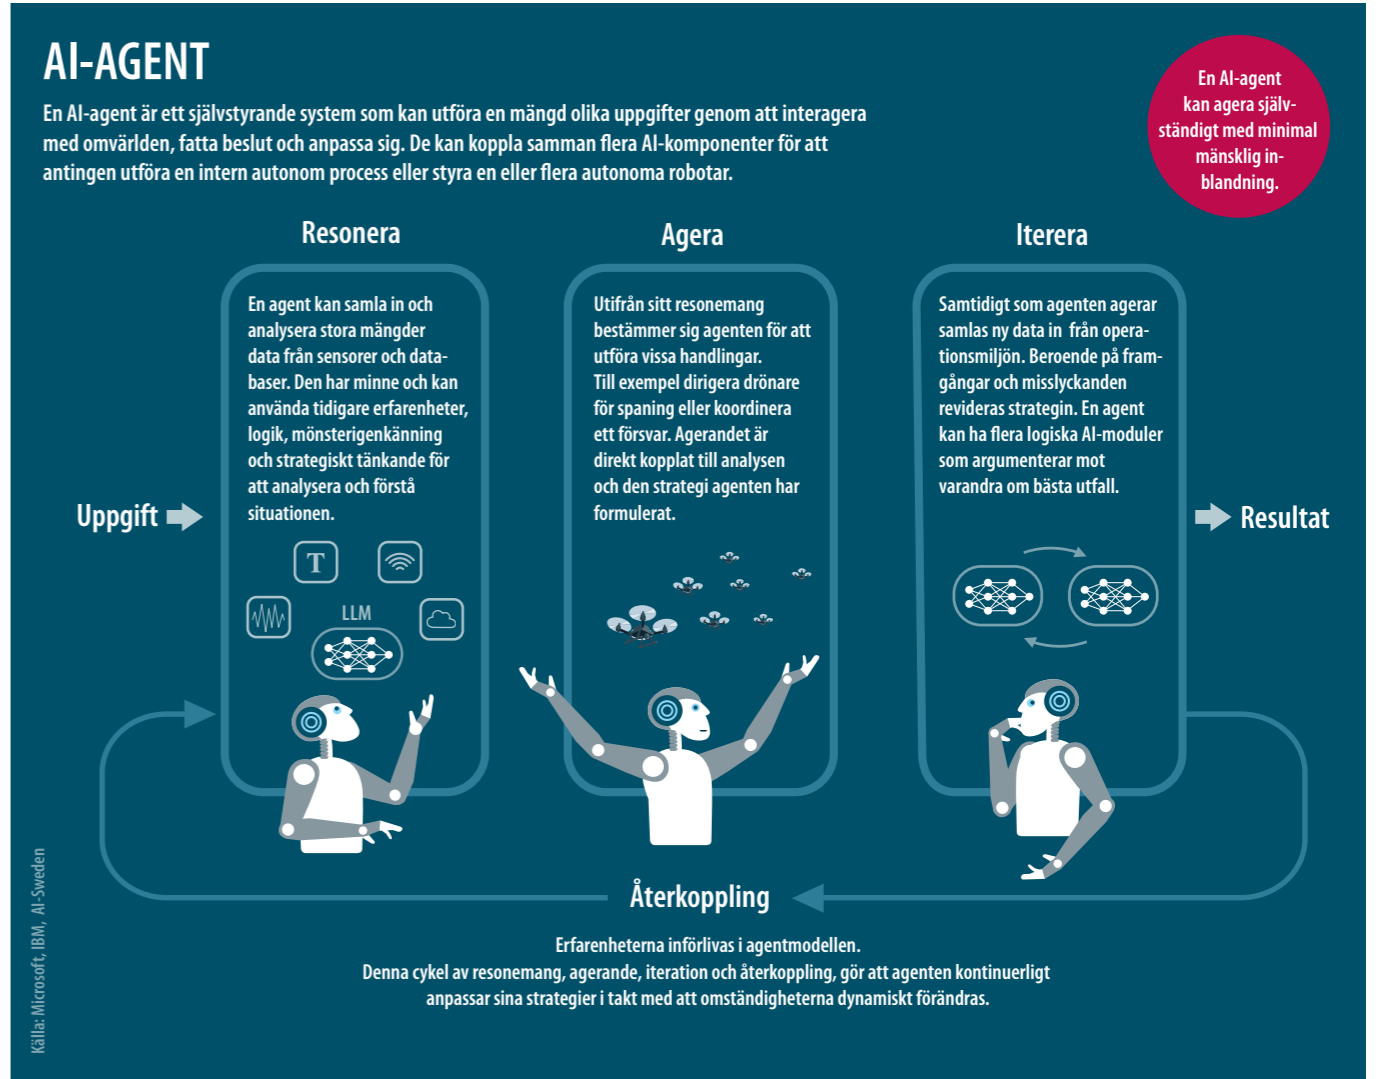 AI-AGENT
En AI-agent är ett självstyrande system som kan utföra en mängd olika uppgifter genom att interagera
med omvärlden, fatta beslut och anpassa sig. De kan koppla samman flera AI-komponenter för att
antingen utföra en intern autonom process eller styra en eller flera autonoma robotar.
En AI-agent
kan agera själv-
ständigt med minimal
mänsklig in-
blandning.
Uppgift
Resonera
En agent kan samla in och
analysera stora mängder
data från sensorer och data-
baser. Den har minne och kan
använda tidigare erfarenheter,
logik, mönsterigenkänning
och strategiskt tänkande för
att analysera och förstå
situationen.
T
LLM
Agera
Utifrån sitt resonemang
bestämmer sig agenten för att
utföra vissa handlingar.
Till exempel dirigera drönare
för spaning eller koordinera
ett försvar. Agerandet är
direkt kopplat till analysen
och den strategi agenten har
formulerat.
Iterera
Samtidigt som agenten agerar
samlas ny data in från opera-
tionsmiljön. Beroende på fram-
gångar och misslyckanden
revideras strategin. En agent
kan ha flera logiska AI-moduler
som argumenterar mot
varandra om bästa utfall.
Resultat
Återkoppling
Erfarenheterna införlivas i agentmodellen.
Denna cykel av resonemang, agerande, iteration och återkoppling, gör att agenten kontinuerligt
anpassar sina strategier i takt med att omständigheterna dynamiskt förändras.
Källa: Microsoft, IBM, AI-Sweden